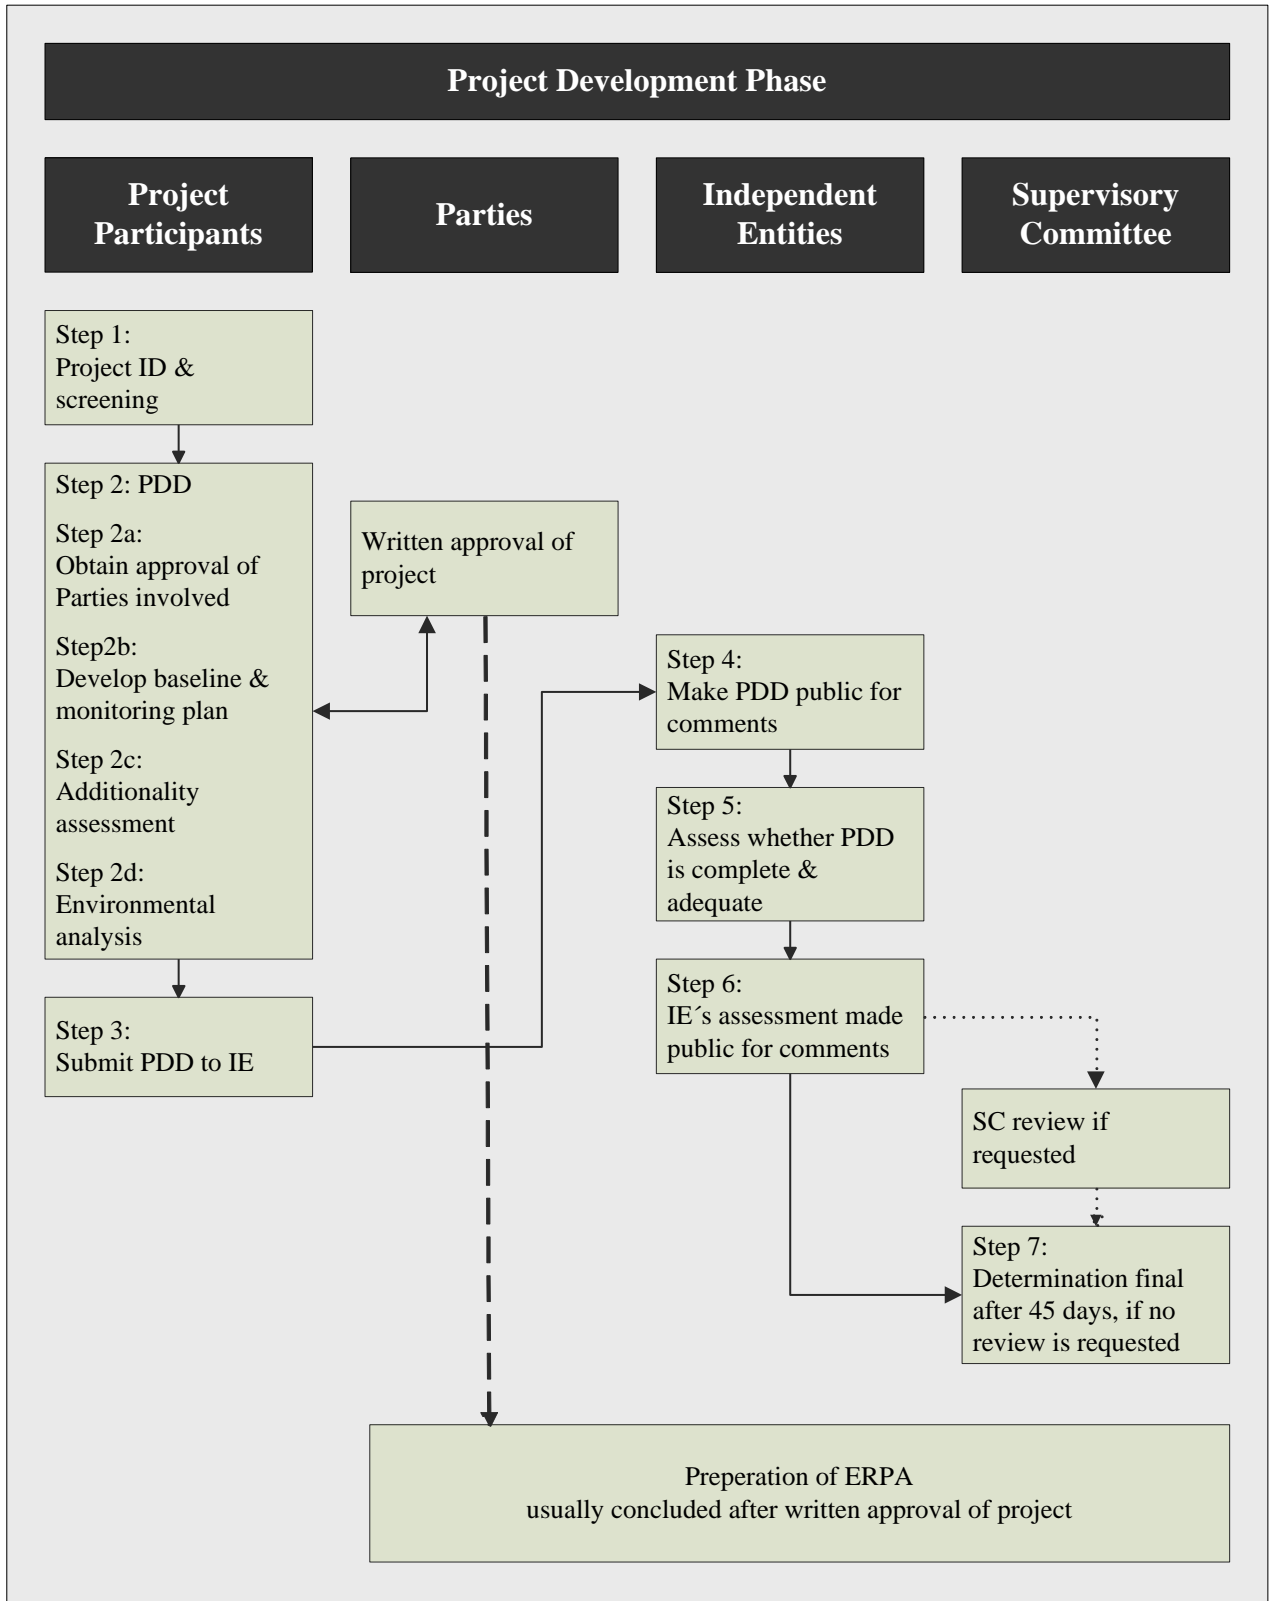 Project Development Phase
Project
Participants
Parties
Independent
Entities
Supervisory
Committee
Step 1:
Project ID &
screening
Step 2: PDD
Step 2a:
Obtain approval of
Parties involved
Step2b:
Develop baseline &
monitoring plan
Step 2c:
Additionality
assessment
Step 2d:
Environmental
analysis
Step 3:
Submit PDD to IE
Written approval of
project
Step 4:
Make PDD public for
comments
Step 5:
Assess whether PDD
is complete &
adequate
Step 6:
IE´s assessment made
public for comments
SC review if
requested
Step 7:
Determination final
after 45 days, if no
review is requested
Preperation of ERPA
usually concluded after written approval of project